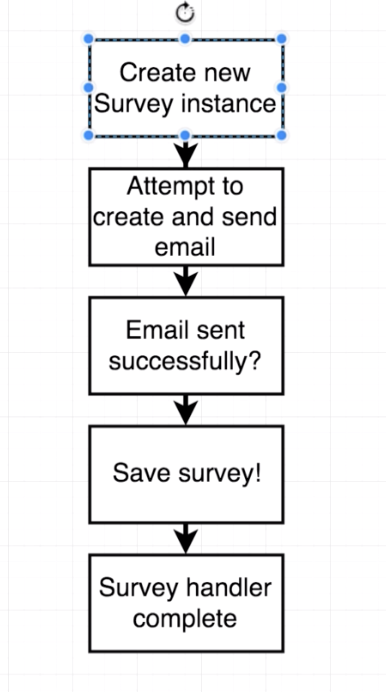 Create new
Survey instance
Attempt to
create and send
email
Email sent
successfully?
Save survey!
Survey handler
complete